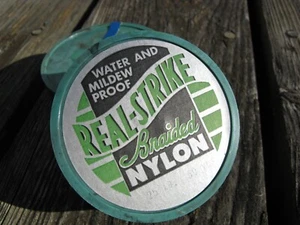 WATER AND
MILDEW
PROOF
REAL-STRIKE
Braided
NYLON